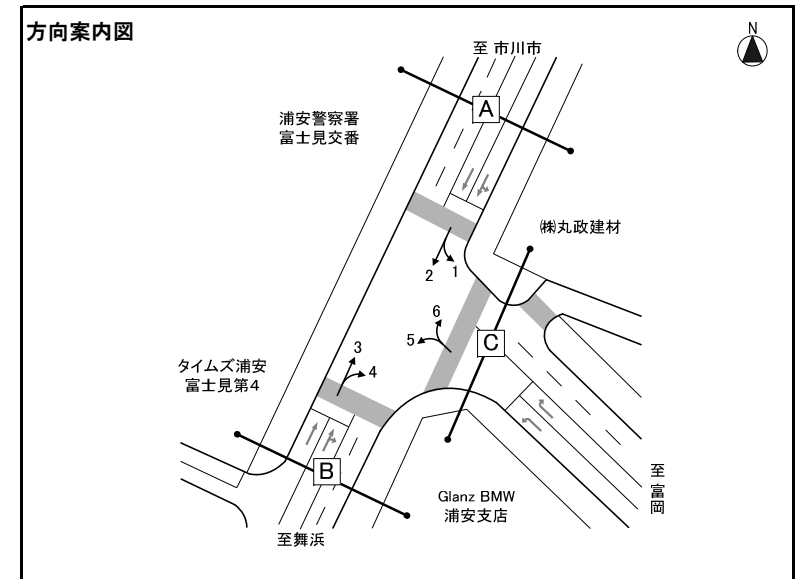 方向案内図
N
至 市川市
A
浦安警察署
富士見交番
㈱丸政建材
1
2
6
5
C
3
4
タイムズ浦安
富士見第4
B
至富岡
Glanz BMW
浦安支店
至舞浜